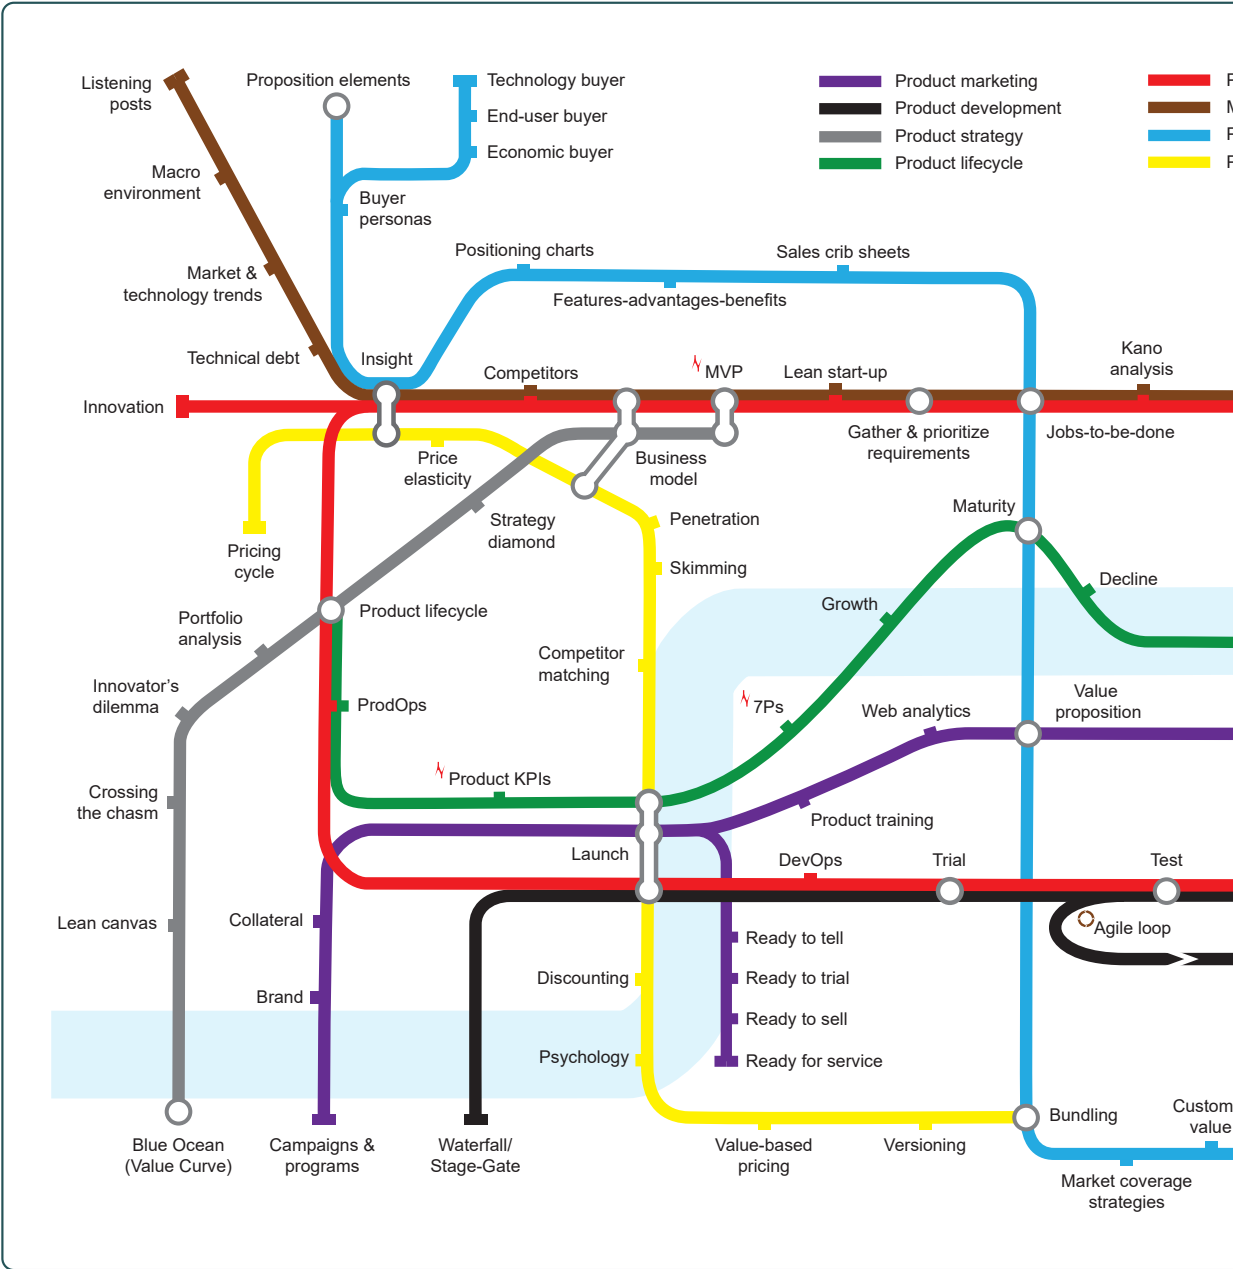 Listening
posts
Proposition elements
Technology buyer
End-user buyer
Economic buyer
Product marketing
Product development
Product strategy
Product lifecycle
P
M
P
P
Macro
environment
Buyer
personas
Market &
technology trends
Positioning charts
Sales crib sheets
Features-advantages-benefits
Technical debt
Insight
Competitors
MVP
Lean start-up
Kano
analysis
Innovation
Price
elasticity
Business
model
Gather & prioritize
requirements
Jobs-to-be-done
Strategy
diamond
Penetration
Maturity
Pricing
cycle
Skimming
Decline
Growth
Portfolio
analysis
Product lifecycle
Competitor
matching
Innovator's
dilemma
ProdOps
7Ps
Web analytics
Value
proposition
Product KPIs
Crossing
the chasm
Product training
Launch
DevOps
Trial
Test
Lean canvas
Collateral
Agile loop
Ready to tell
Discounting
Ready to trial
Brand
Ready to sell
Psychology
Ready for service
Bundling
Custom
value
Blue Ocean
(Value Curve)
Campaigns &
programs
Waterfall/
Stage-Gate
Value-based
pricing
Versioning
Market coverage
strategies